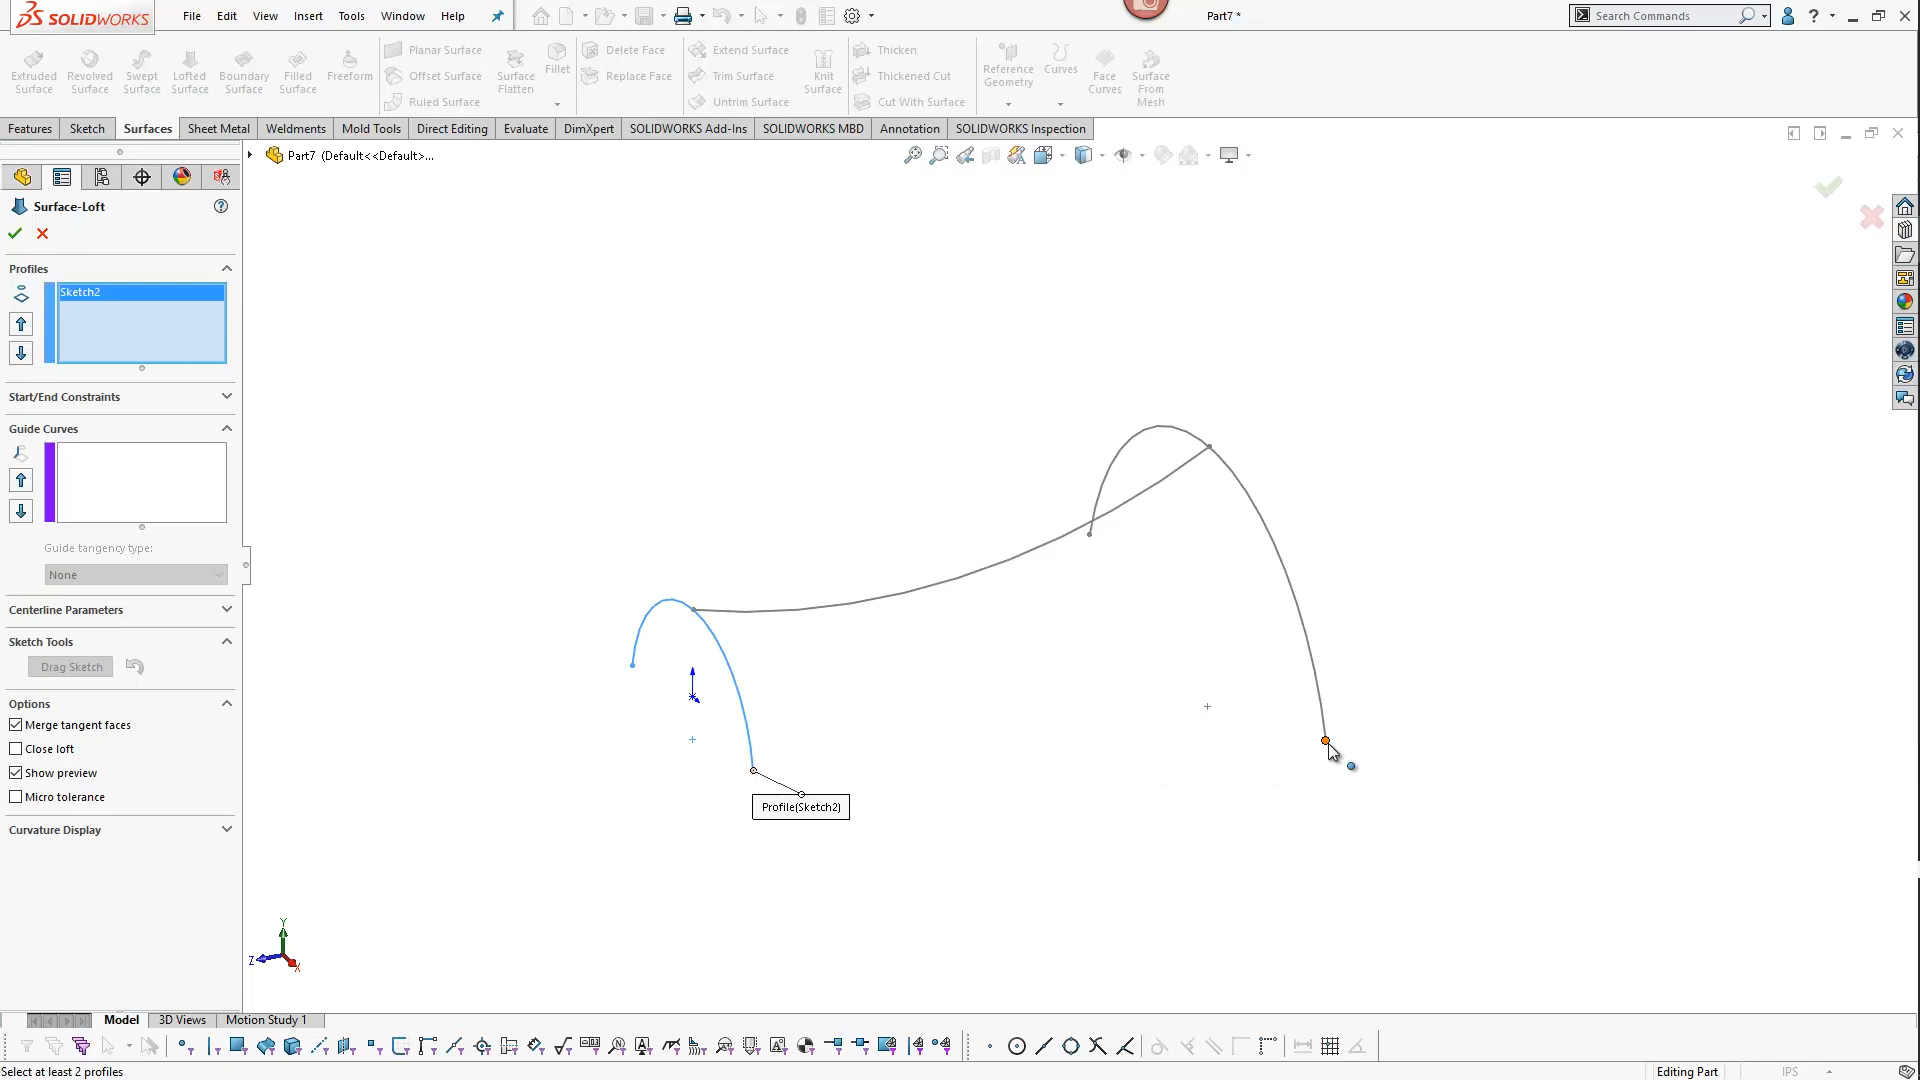 SOLIDWORKS
File Edit View Insert Tools Window Help
Part7 *
Search Commands
Extruded Surface
Revolved Surface
Swept Surface
Lofted Surface
Boundary Surface
Filled Surface
Freeform
Planar Surface
Offset Surface
Ruled Surface
Surface Flatten
Fillet
Delete Face
Replace Face
Extend Surface
Trim Surface
Untrim Surface
Knit Surface
Thicken
Thickened Cut
Cut With Surface
Reference Geometry
Curves
Face Curves
Surface From Mesh
Features Sketch Surfaces Sheet Metal Weldments Mold Tools Direct Editing Evaluate DimXpert SOLIDWORKS Add-Ins SOLIDWORKS MBD Annotation SOLIDWORKS Inspection
Part7 (Default<<Default>...
Surface-Loft
Profiles
Sketch2
Start/End Constraints
Guide Curves
Guide tangency type:
None
Centerline Parameters
Sketch Tools
Drag Sketch
Options
Merge tangent faces
Close loft
Show preview
Micro tolerance
Curvature Display
Profile(Sketch2)
Y
Z
X
Model 3D Views Motion Study 1
Select at least 2 profiles
Editing Part
IPS